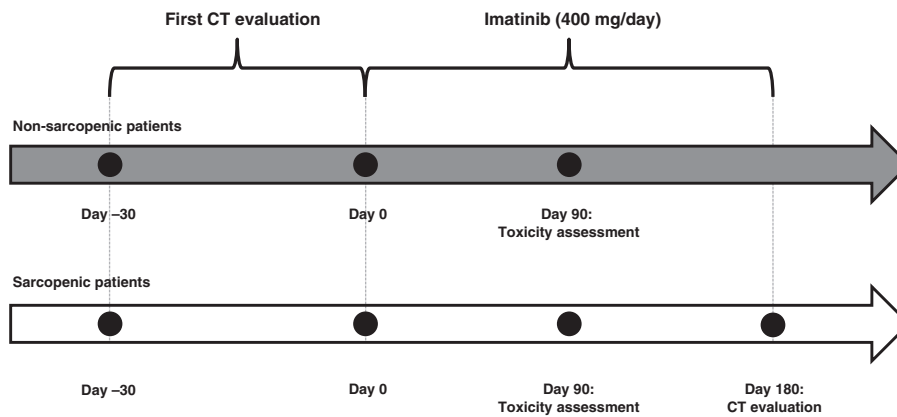 First CT evaluation
Imatinib (400 mg/day)
Non-sarcopenic patients
Day –30
Day 0
Day 90:
Toxicity assessment
Sarcopenic patients
Day –30
Day 0
Day 90:
Toxicity assessment
Day 180:
CT evaluation